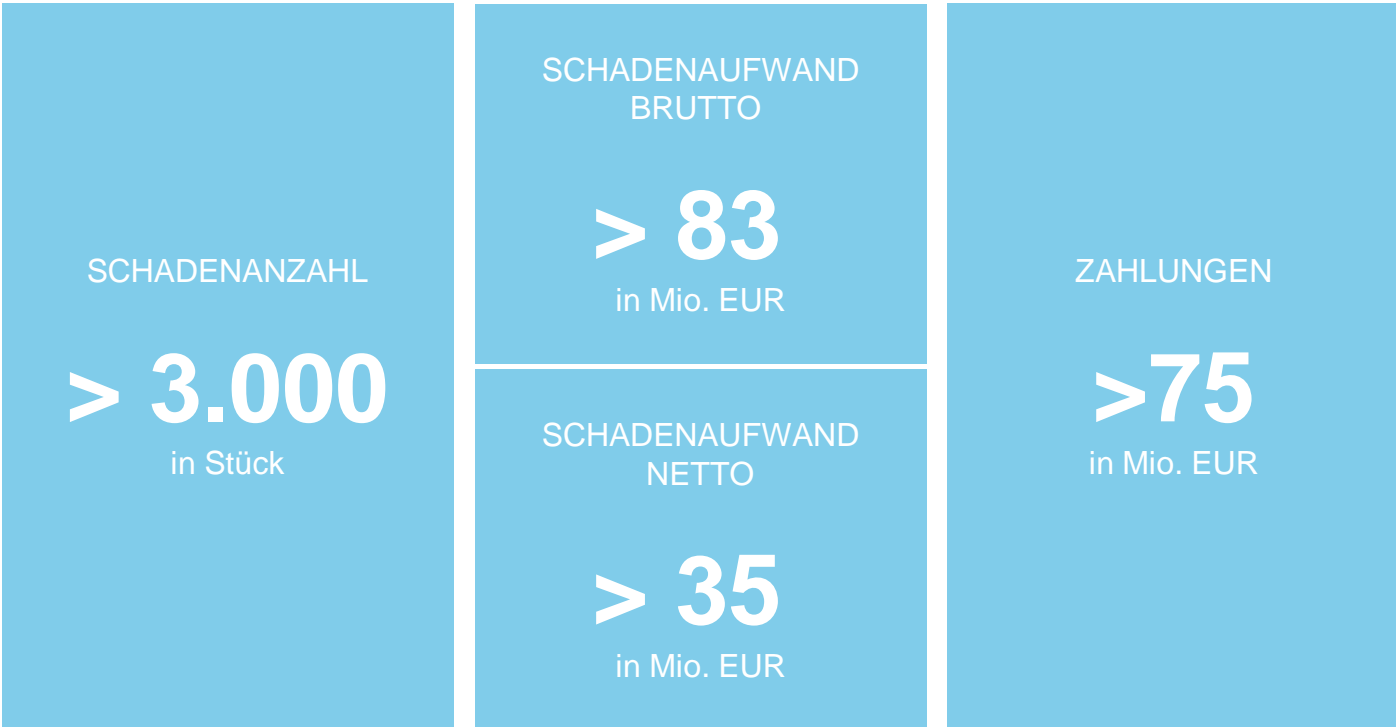 SCHADENANZAHL
> 3.000
in Stück
SCHADENAUFWAND
BRUTTO
> 83
in Mio. EUR
SCHADENAUFWAND
NETTO
> 35
in Mio. EUR
ZAHLUNGEN
>75
in Mio. EUR